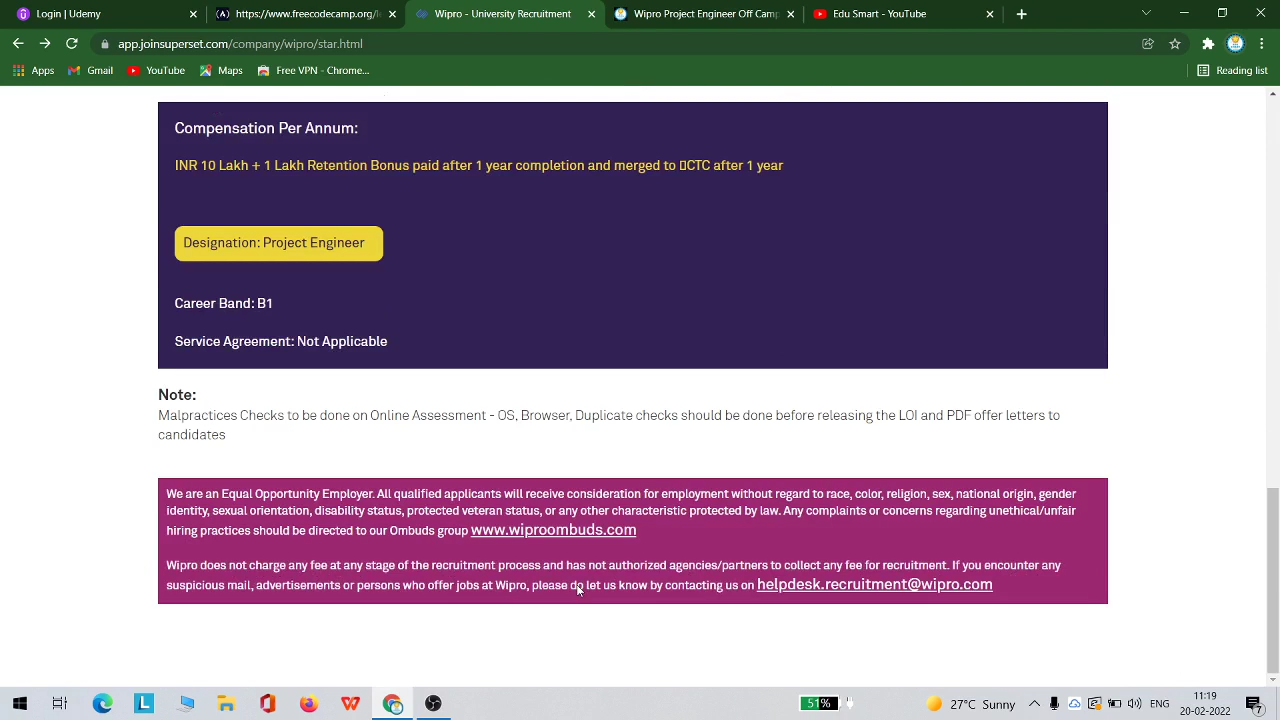 Udemy
https://www.freekaamaal.org/e
Wipro - University Recruitment
Wipro Project Engineer Off Camp
Edu Smart - YouTube
app.joinsuperset.com/company/wipro/star.html
Apps
Gmail
YouTube
Maps
Free VPN - Chrome...
Reading list
Compensation Per Annum:
INR 10 Lakh + 1 Lakh Retention Bonus paid after 1 year completion and merged to CTC after 1 year
Designation: Project Engineer
Career Band: B1
Service Agreement: Not Applicable
Note:
Malpractices Checks to be done on Online Assessment - OS, Browser, Duplicate checks should be done before releasing the LOI and PDF offer letters to
candidates
We are an Equal Opportunity Employer. All qualified applicants will receive consideration for employment without regard to race, color, religion, sex, national origin, gender
identity, sexual orientation, disability status, protected veteran status, or any other characteristic protected by law. Any complaints or concerns regarding unethical/unfair
hiring practices should be directed to our Ombuds group www.wiproombuds.com
Wipro does not charge any fee at any stage of the recruitment process and has not authorized agencies/partners to collect any fee for recruitment. If you encounter any
suspicious mail, advertisements or persons who offer jobs at Wipro, please do let us know by contacting us on helpdesk.recruitment@wipro.com
51%
27°C Sunny
ENG
11:19
20-02-2022
7